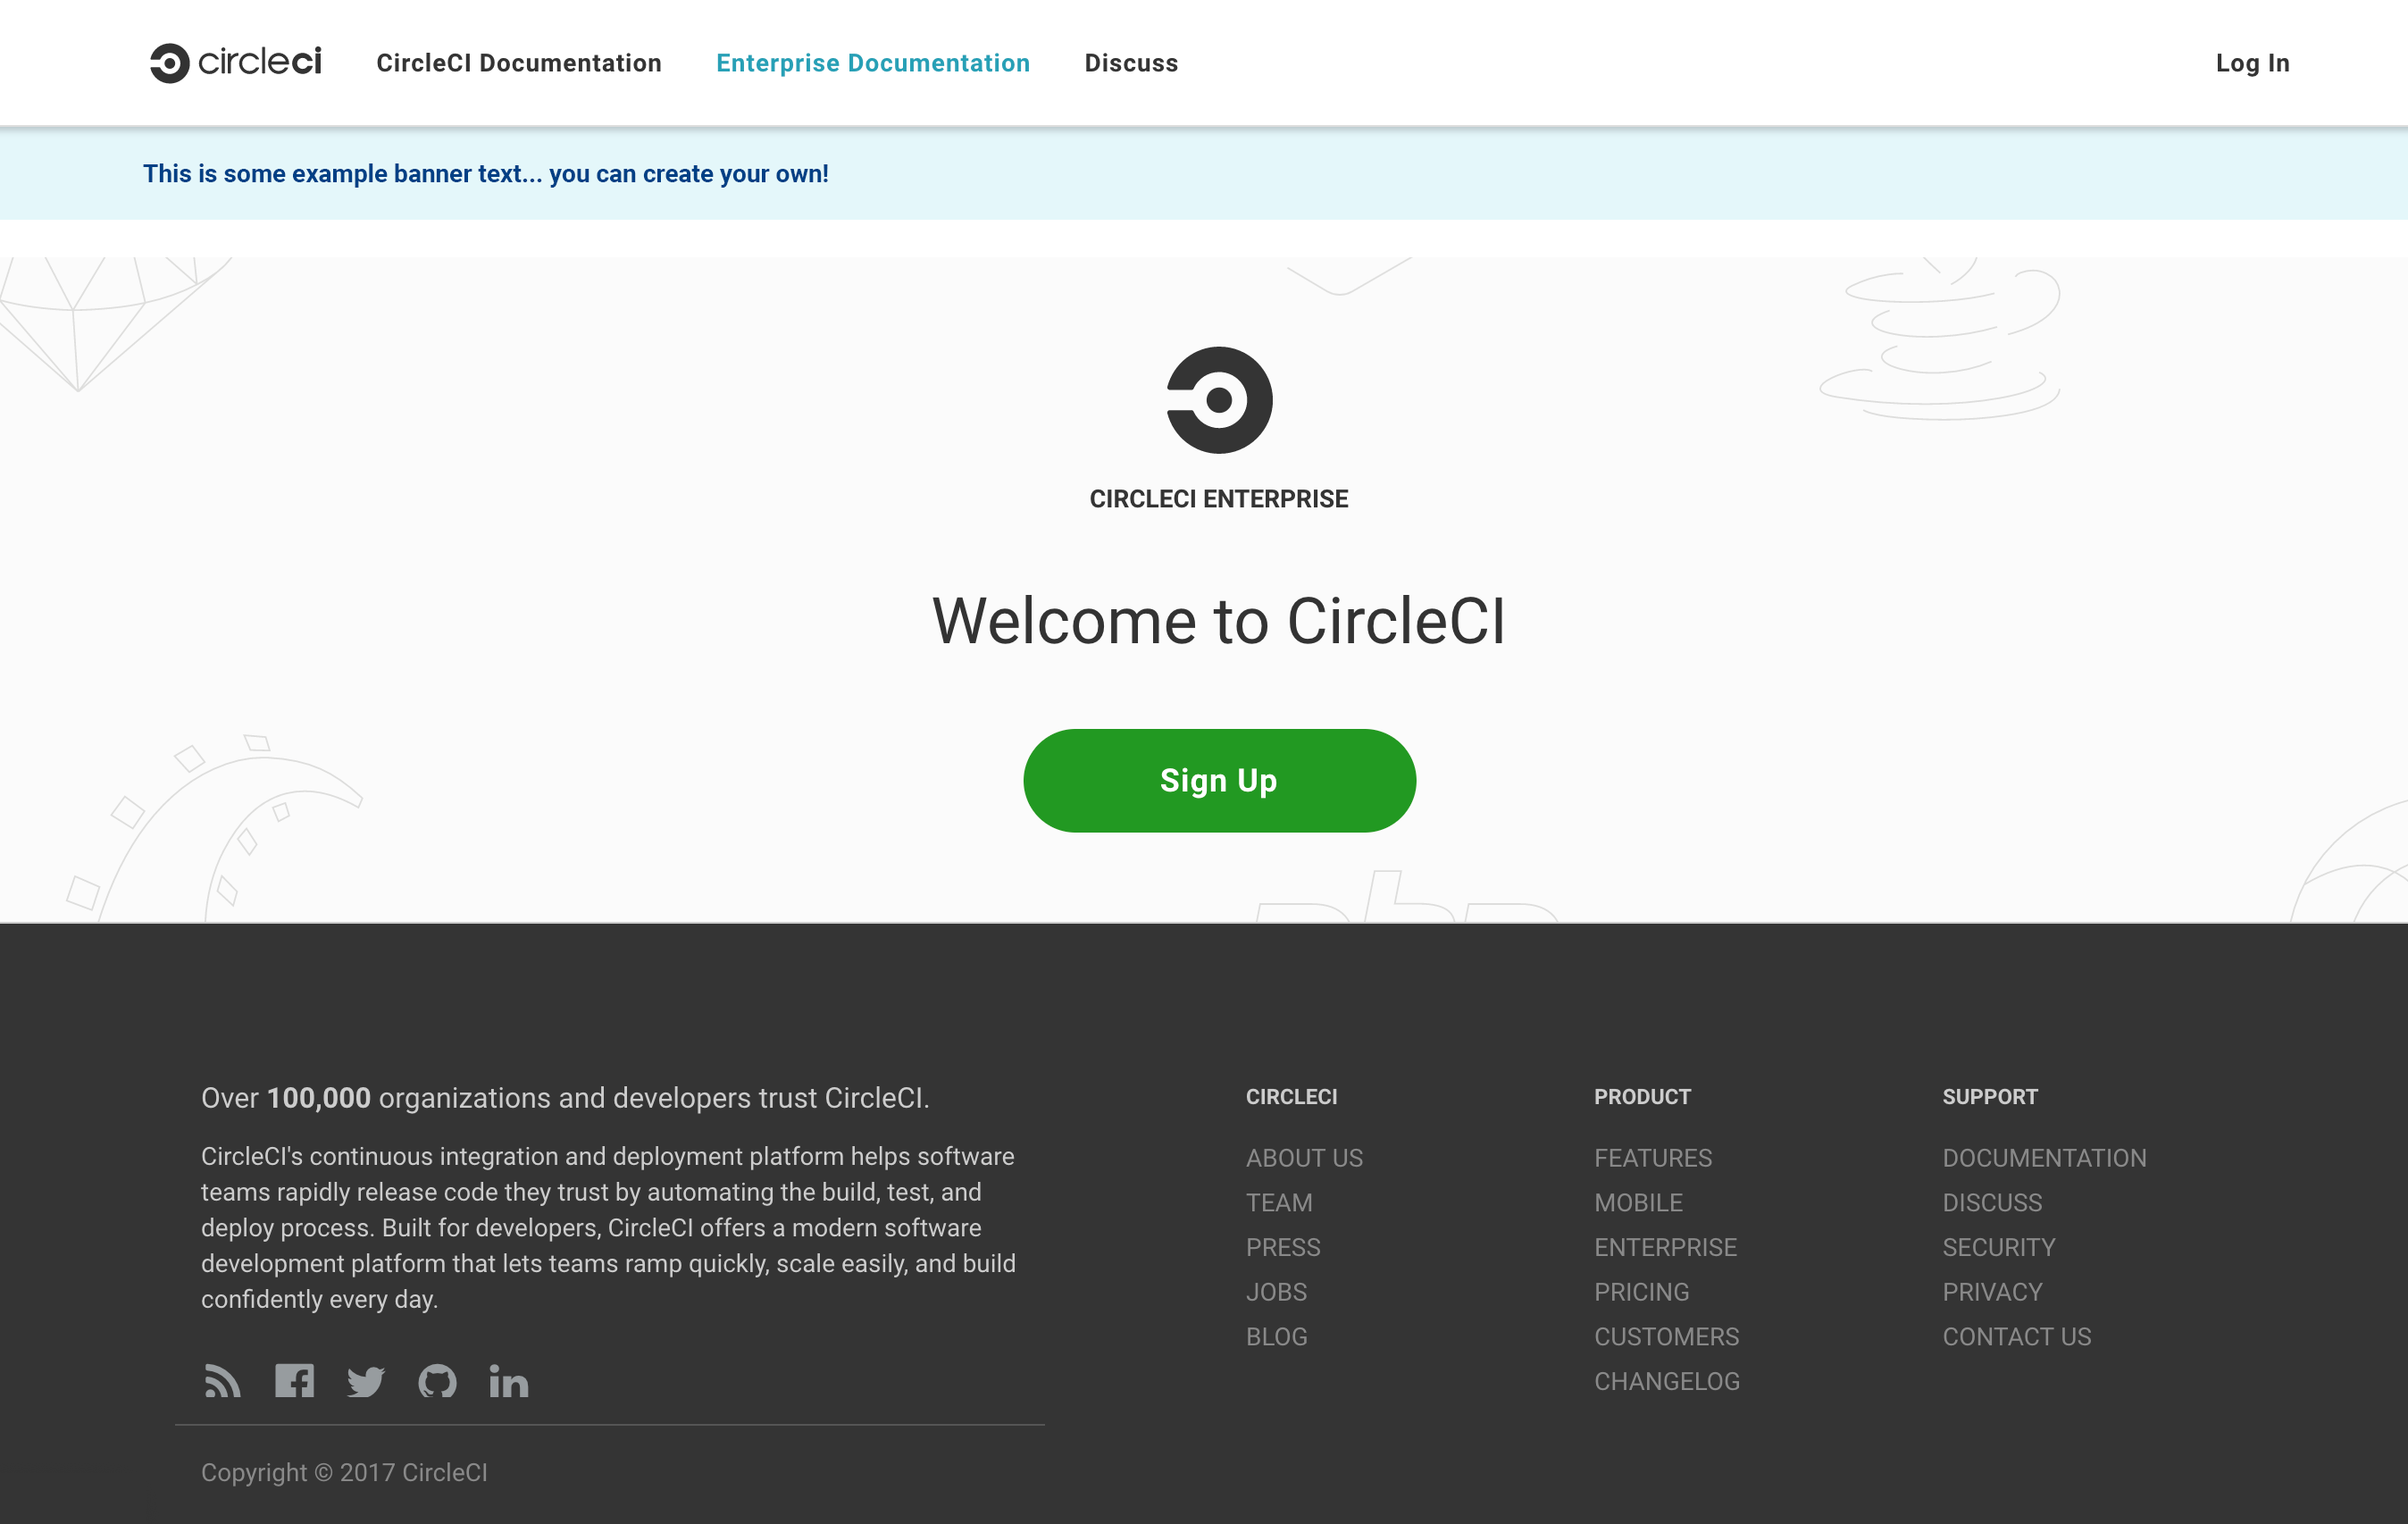 circleci CircleCI Documentation Enterprise Documentation Discuss Log In
This is some example banner text... you can create your own!
CIRCLECI ENTERPRISE
Welcome to CircleCI
Sign Up
php
Over 100,000 organizations and developers trust CircleCI.
CircleCI's continuous integration and deployment platform helps software
teams rapidly release code they trust by automating the build, test, and
deploy process. Built for developers, CircleCI offers a modern software
development platform that lets teams ramp quickly, scale easily, and build
confidently every day.
Copyright © 2017 CircleCI
CIRCLECI
ABOUT US
TEAM
PRESS
JOBS
BLOG
PRODUCT
FEATURES
MOBILE
ENTERPRISE
PRICING
CUSTOMERS
CHANGELOG
SUPPORT
DOCUMENTATION
DISCUSS
SECURITY
PRIVACY
CONTACT US